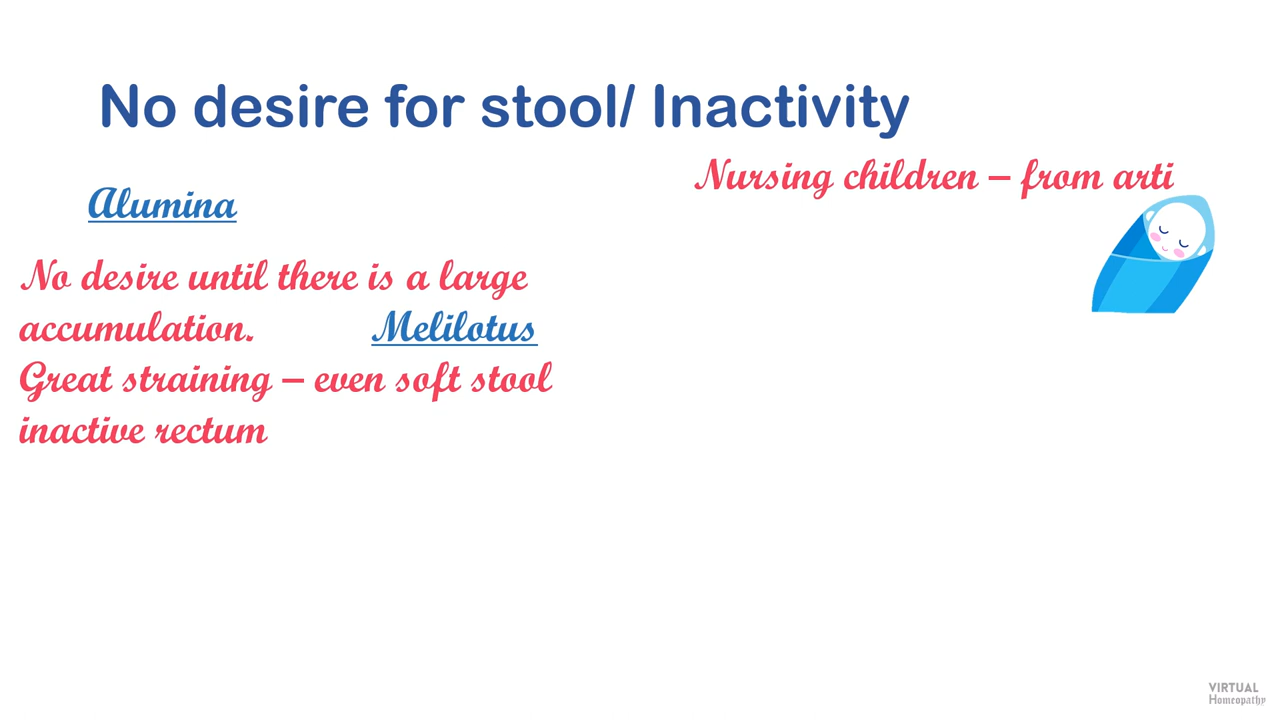 No desire for stool/ Inactivity
Alumina
No desire until there is a large
accumulation. Melilotus
Great straining – even soft stool
inactive rectum
Nursing children – from arti
VIRTUAL
Homeopathy